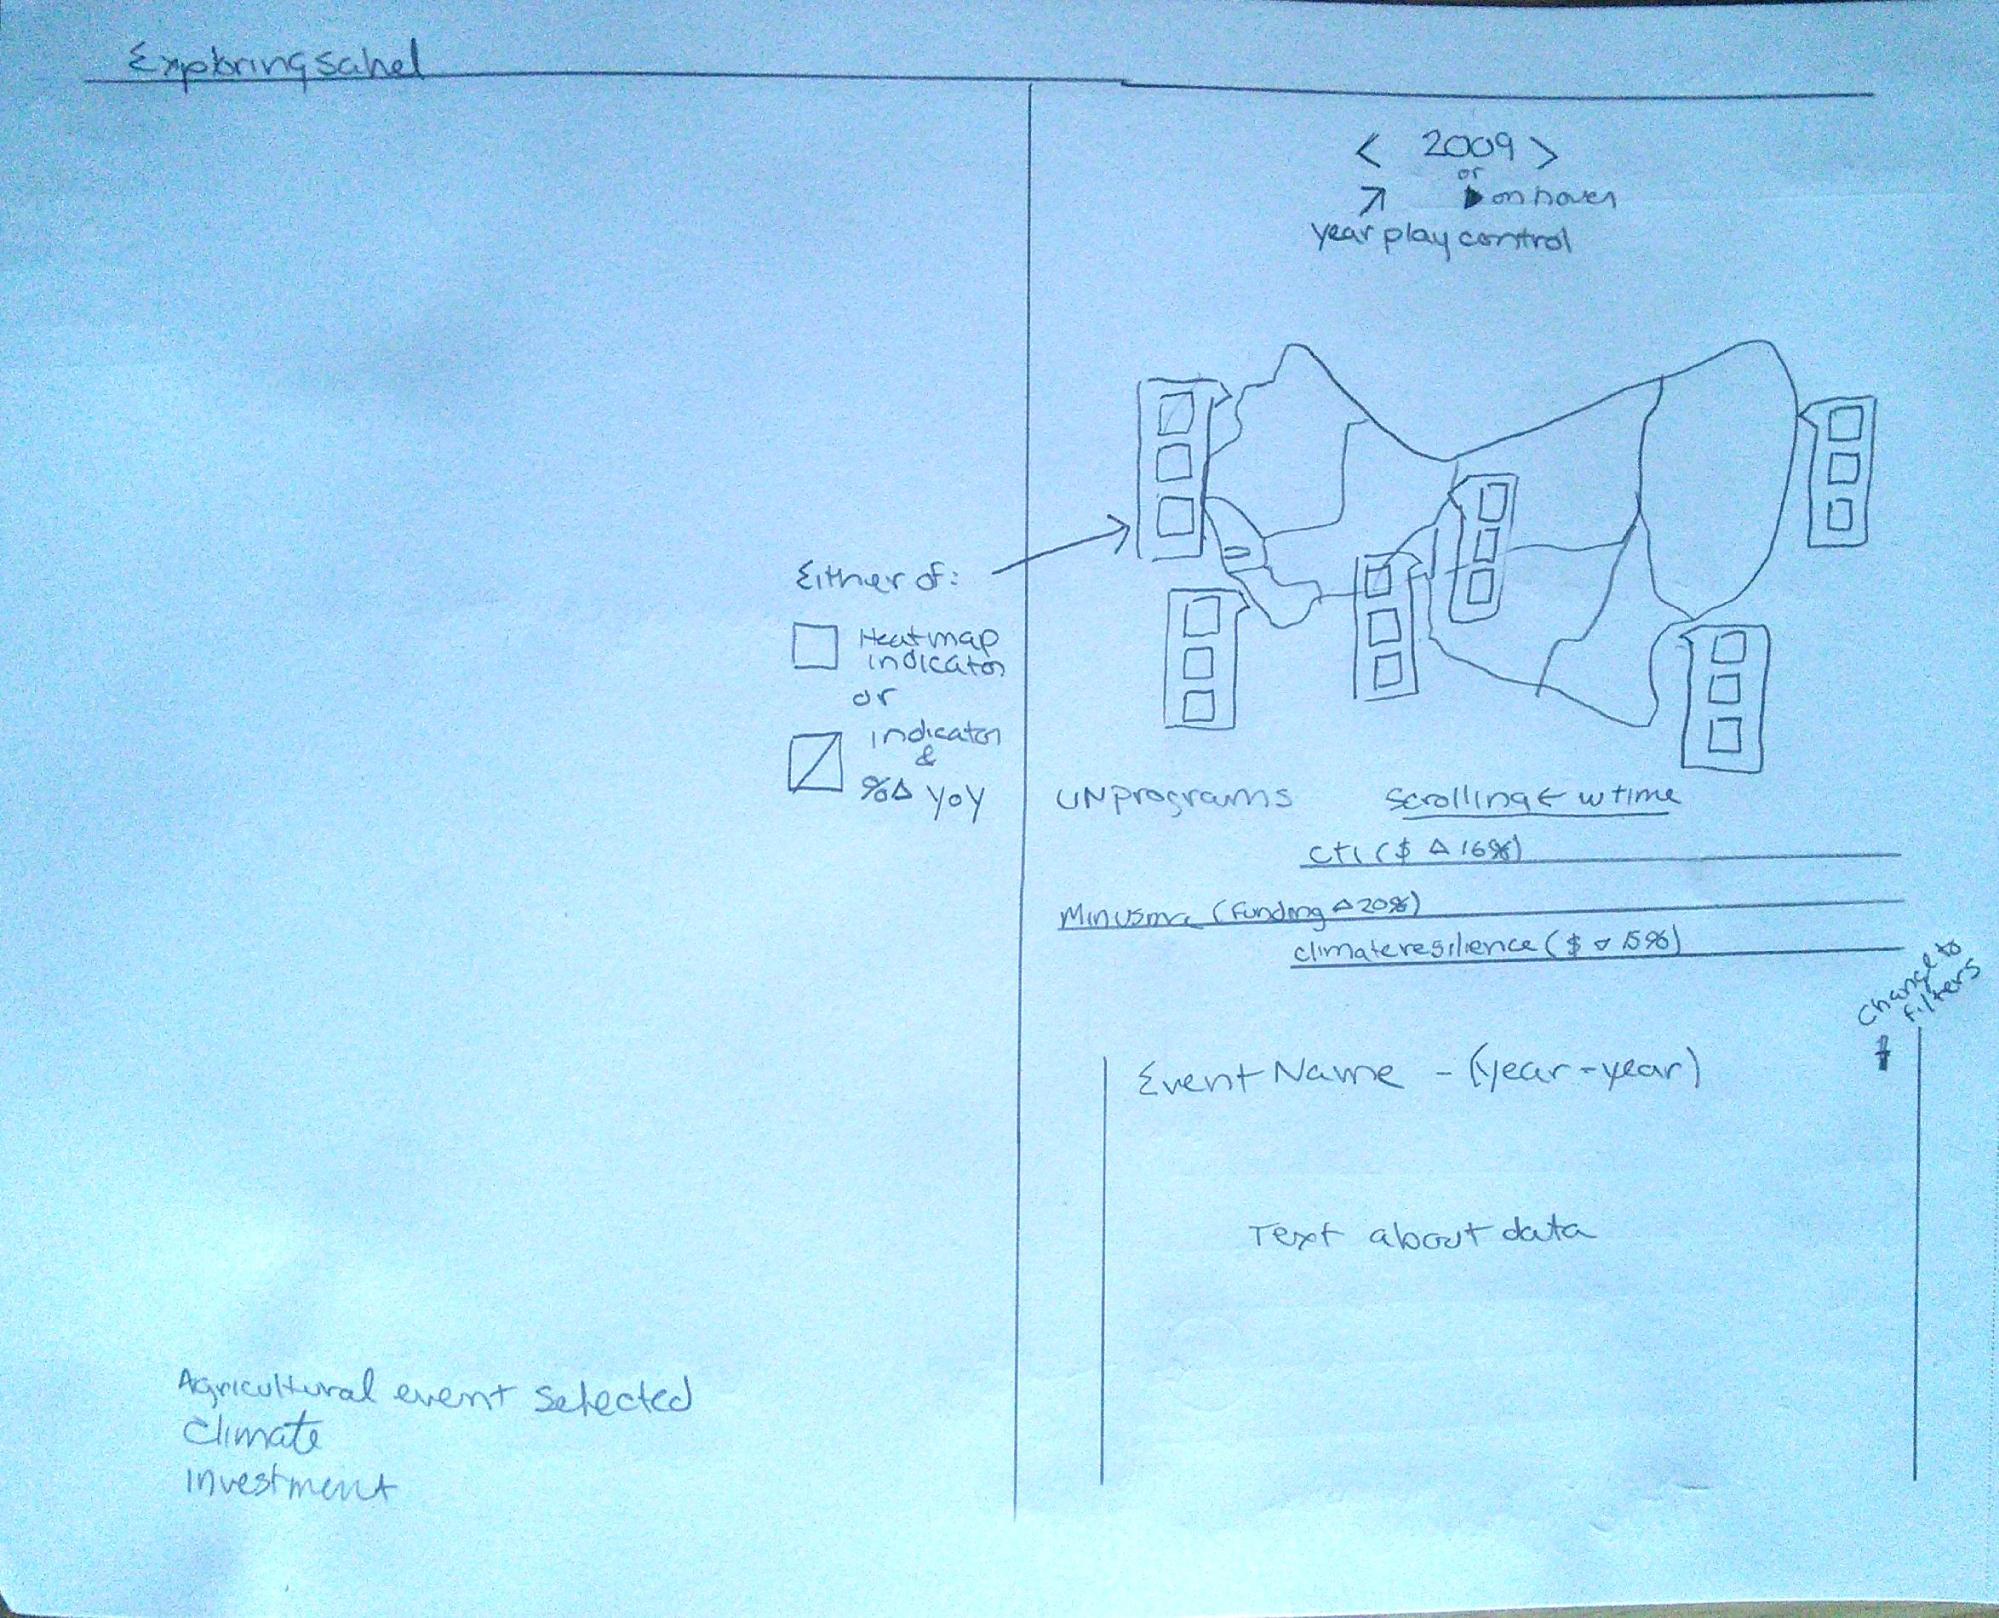 Exploring Sahel
< 2009 >
or
on hover
year play control
Either of:
Heatmap
indicator
or
indicator
&
%Δ YoY
UN programs
Scrolling ← w time
($ Δ 16%)
Minusma (Funding Δ 20%)
climate resilience ($ ▽ 15%)
Change to
filters
Event Name - (year - year)
Text about data
Agricultural event selected
Climate
investment